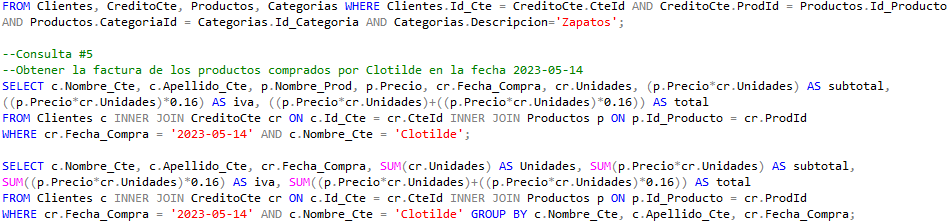 FROM Clientes, CreditoCte, Productos, Categorias WHERE Clientes.Id_Cte = CreditoCte.CteId AND CreditoCte.ProdId = Productos.Id_Producto
AND Productos.CategoriaId = Categorias.Id_Categoria AND Categorias.Descripcion='Zapatos';
--Consulta #5
--Obtener la factura de los productos comprados por Clotilde en la fecha 2023-05-14
SELECT c.Nombre_Cte, c.Apellido_Cte, p.Nombre_Prod, p.Precio, cr.Fecha_Compra, cr.Unidades, (p.Precio*cr.Unidades) AS subtotal,
((p.Precio*cr.Unidades)*0.16) AS iva, ((p.Precio*cr.Unidades)+((p.Precio*cr.Unidades)*0.16)) AS total
FROM Clientes c INNER JOIN CreditoCte cr ON c.Id_Cte = cr.CteId INNER JOIN Productos p ON p.Id_Producto = cr.ProdId
WHERE cr.Fecha_Compra = '2023-05-14' AND c.Nombre_Cte = 'Clotilde';
SELECT c.Nombre_Cte, c.Apellido_Cte, cr.Fecha_Compra, SUM(cr.Unidades) AS Unidades, SUM(p.Precio*cr.Unidades) AS subtotal,
SUM((p.Precio*cr.Unidades)*0.16) AS iva, SUM((p.Precio*cr.Unidades)+((p.Precio*cr.Unidades)*0.16)) AS total
FROM Clientes c INNER JOIN CreditoCte cr ON c.Id_Cte = cr.CteId INNER JOIN Productos p ON p.Id_Producto = cr.ProdId
WHERE cr.Fecha_Compra = '2023-05-14' AND c.Nombre_Cte = 'Clotilde' GROUP BY c.Nombre_Cte, c.Apellido_Cte, cr.Fecha_Compra;